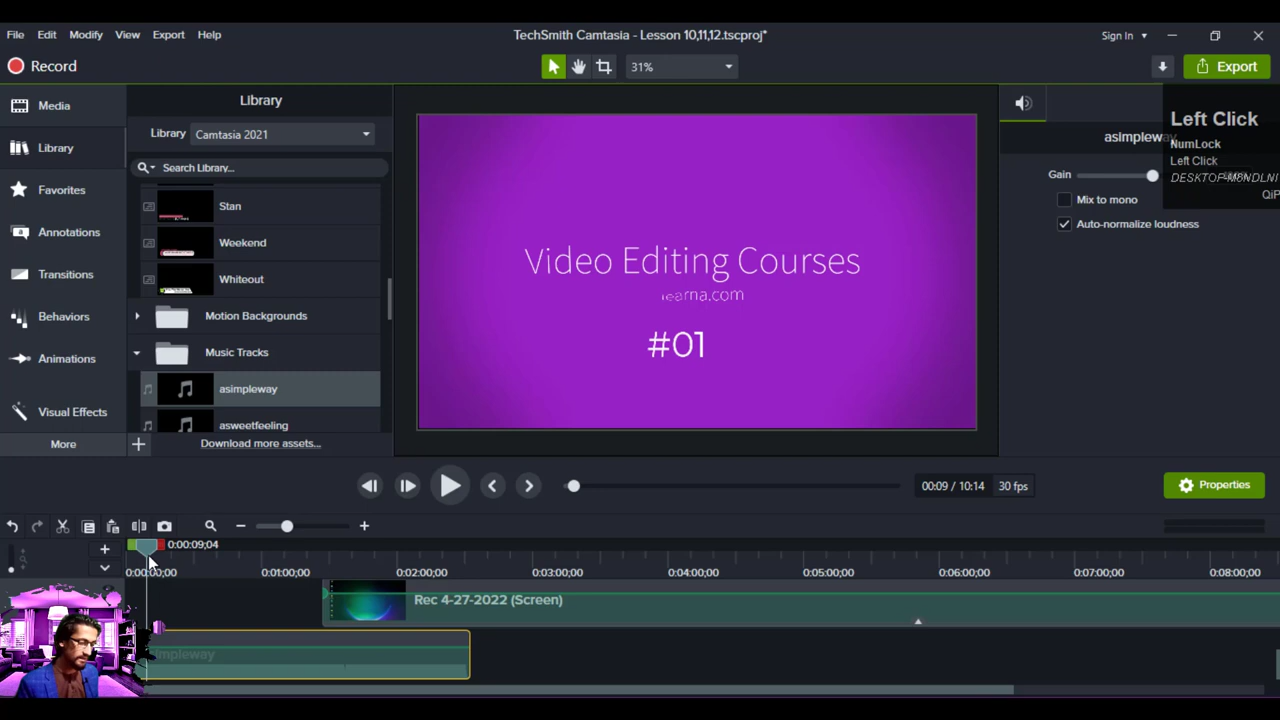 File Edit Modify View Export Help
TechSmith Camtasia - Lesson 10,11,12.tscproj*
Sign In
Record
31%
Export
Media
Library
Favorites
Annotations
Transitions
Behaviors
Animations
Visual Effects
More
Library
Library Camtasia 2021
Search Library...
Stan
Weekend
Whiteout
Motion Backgrounds
Music Tracks
asimpleway
asweetfeeling
Download more assets...
Video Editing Courses
learna.com
#01
asimpleway
Gain
Mix to mono
Auto-normalize loudness
Left Click
NumLock
Left Click
00:09 / 10:14 30 fps
Properties
0:00:09;04
0:00:00;00 0:01:00;00 0:02:00;00 0:03:00;00 0:04:00;00 0:05:00;00 0:06:00;00 0:07:00;00 0:08:00;00
Rec 4-27-2022 (Screen)